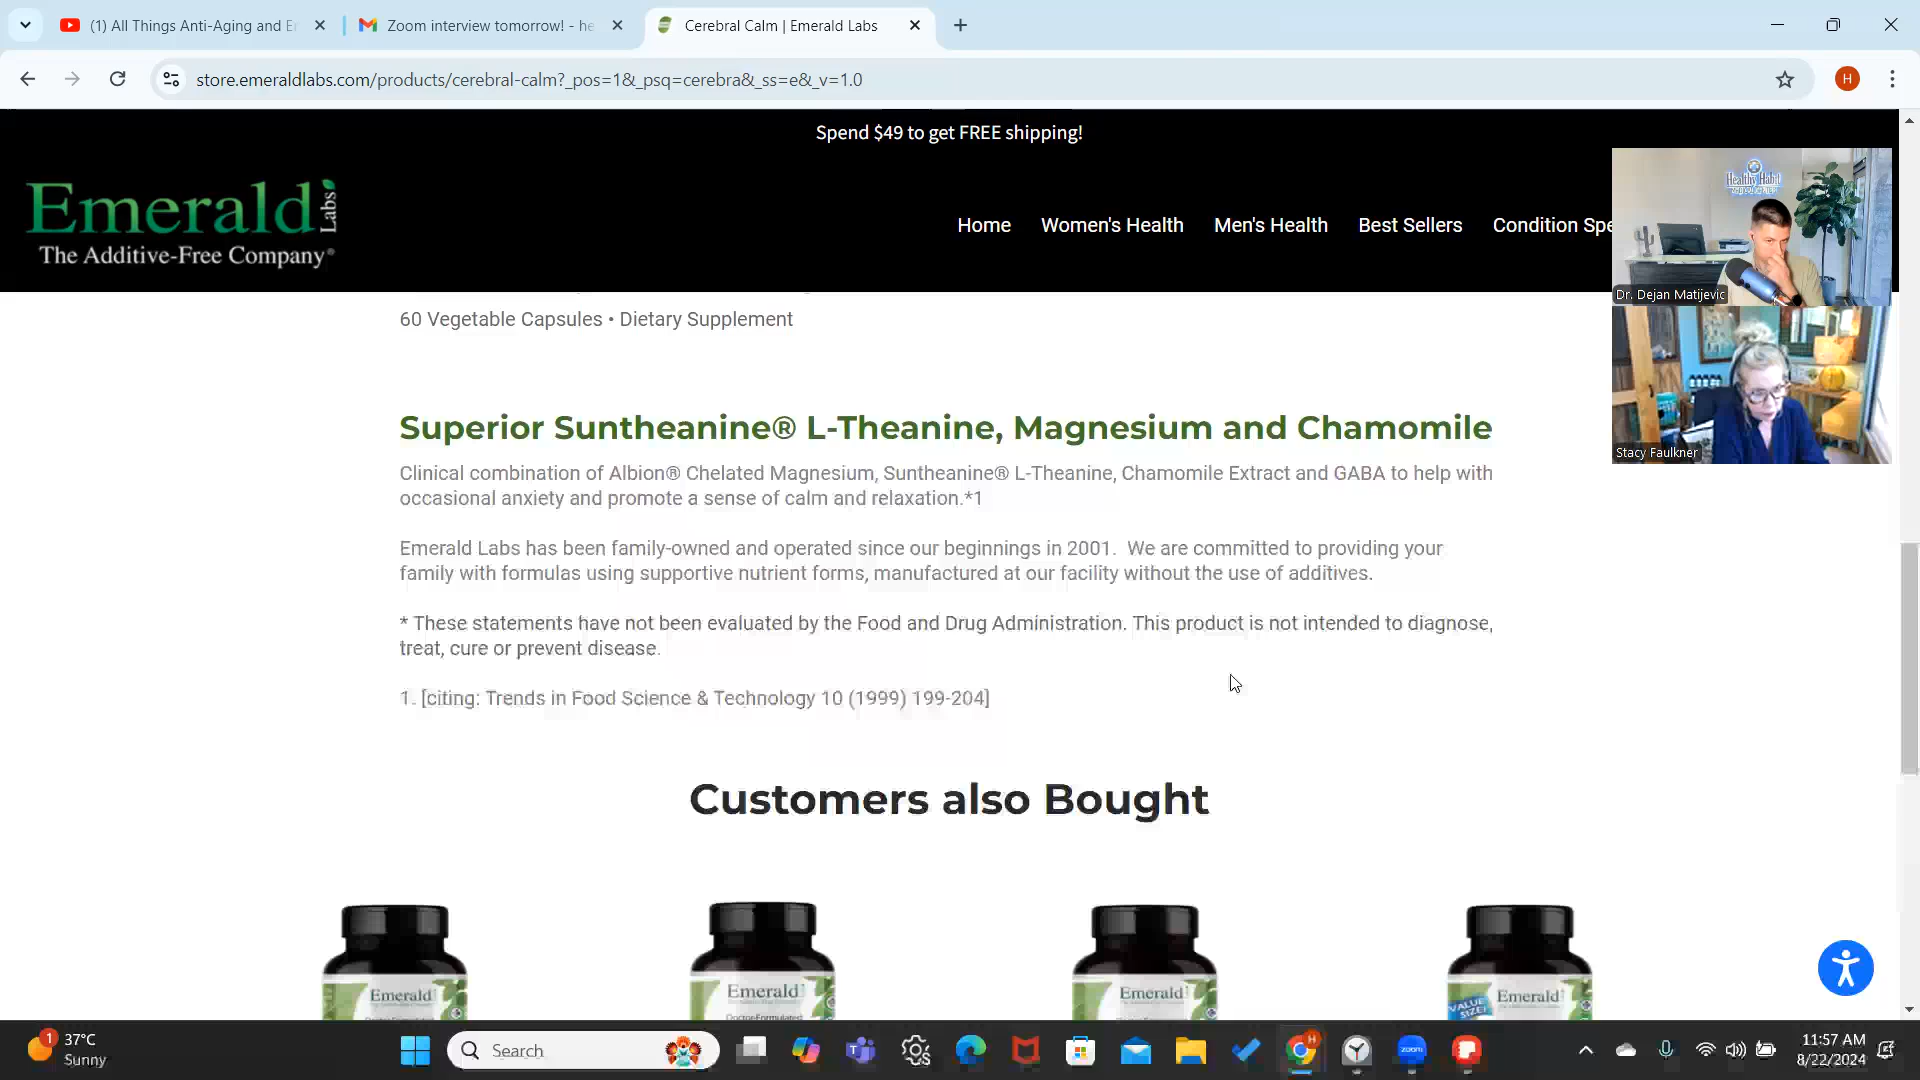 (1) All Things Anti-Aging and E
Zoom interview tomorrow! - he
Cerebral Calm | Emerald Labs
store.emeraldlabs.com/products/cerebral-calm?_pos=1&_psq=cerebra&_ss=e&_v=1.0
H
Spend $49 to get FREE shipping!
Emerald Labs
The Additive-Free Company®
Home
Women's Health
Men's Health
Best Sellers
Condition Spe
Healthy Habit
Dr. Dejan Matijevic
Stacy Faulkner
60 Vegetable Capsules • Dietary Supplement
Superior Suntheanine® L-Theanine, Magnesium and Chamomile
Clinical combination of Albion® Chelated Magnesium, Suntheanine® L-Theanine, Chamomile Extract and GABA to help with
occasional anxiety and promote a sense of calm and relaxation.*1
Emerald Labs has been family-owned and operated since our beginnings in 2001. We are committed to providing your
family with formulas using supportive nutrient forms, manufactured at our facility without the use of additives.
* These statements have not been evaluated by the Food and Drug Administration. This product is not intended to diagnose,
treat, cure or prevent disease.
1. [citing: Trends in Food Science & Technology 10 (1999) 199-204]
Customers also Bought
Emerald
Emerald
Doctor-Formulated
Emerald
VALUE SIZE!
Emerald
1
37°C
Sunny
Search
H
zoom
11:57 AM
8/22/2024